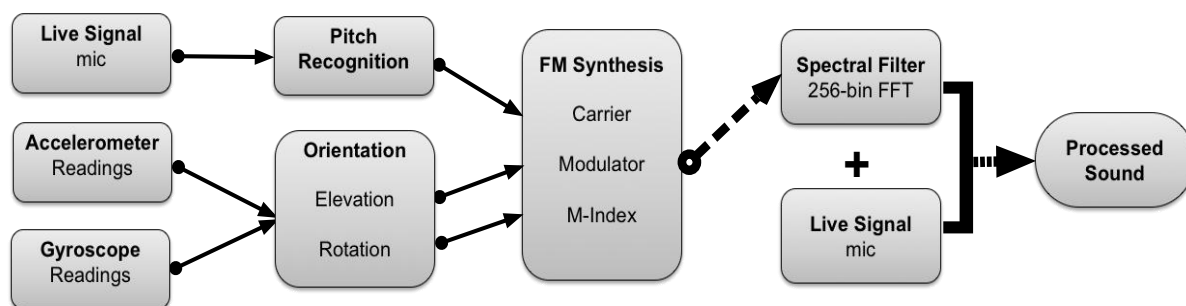 Live Signal
mic
Pitch
Recognition
Accelerometer
Readings
Gyroscope
Readings
Orientation
Elevation
Rotation
FM Synthesis
Carrier
Modulator
M-Index
Spectral Filter
256-bin FFT
+
Live Signal
mic
Processed
Sound